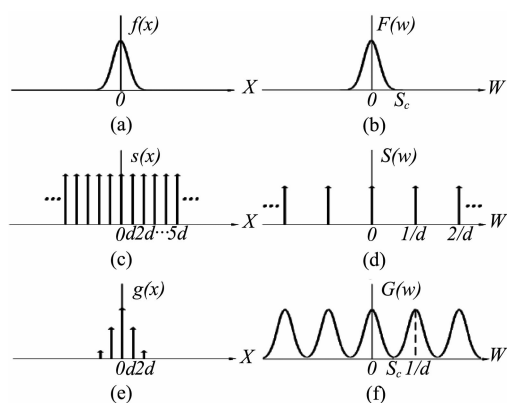 f(x) F(w)
0 X 0 S_c W
(a) (b)
s(x) S(w)
... ... ... ...
0d2d...5d X 0 1/d 2/d W
(c) (d)
g(x) G(w)
0d2d X 0 S_c 1/d W
(e) (f)